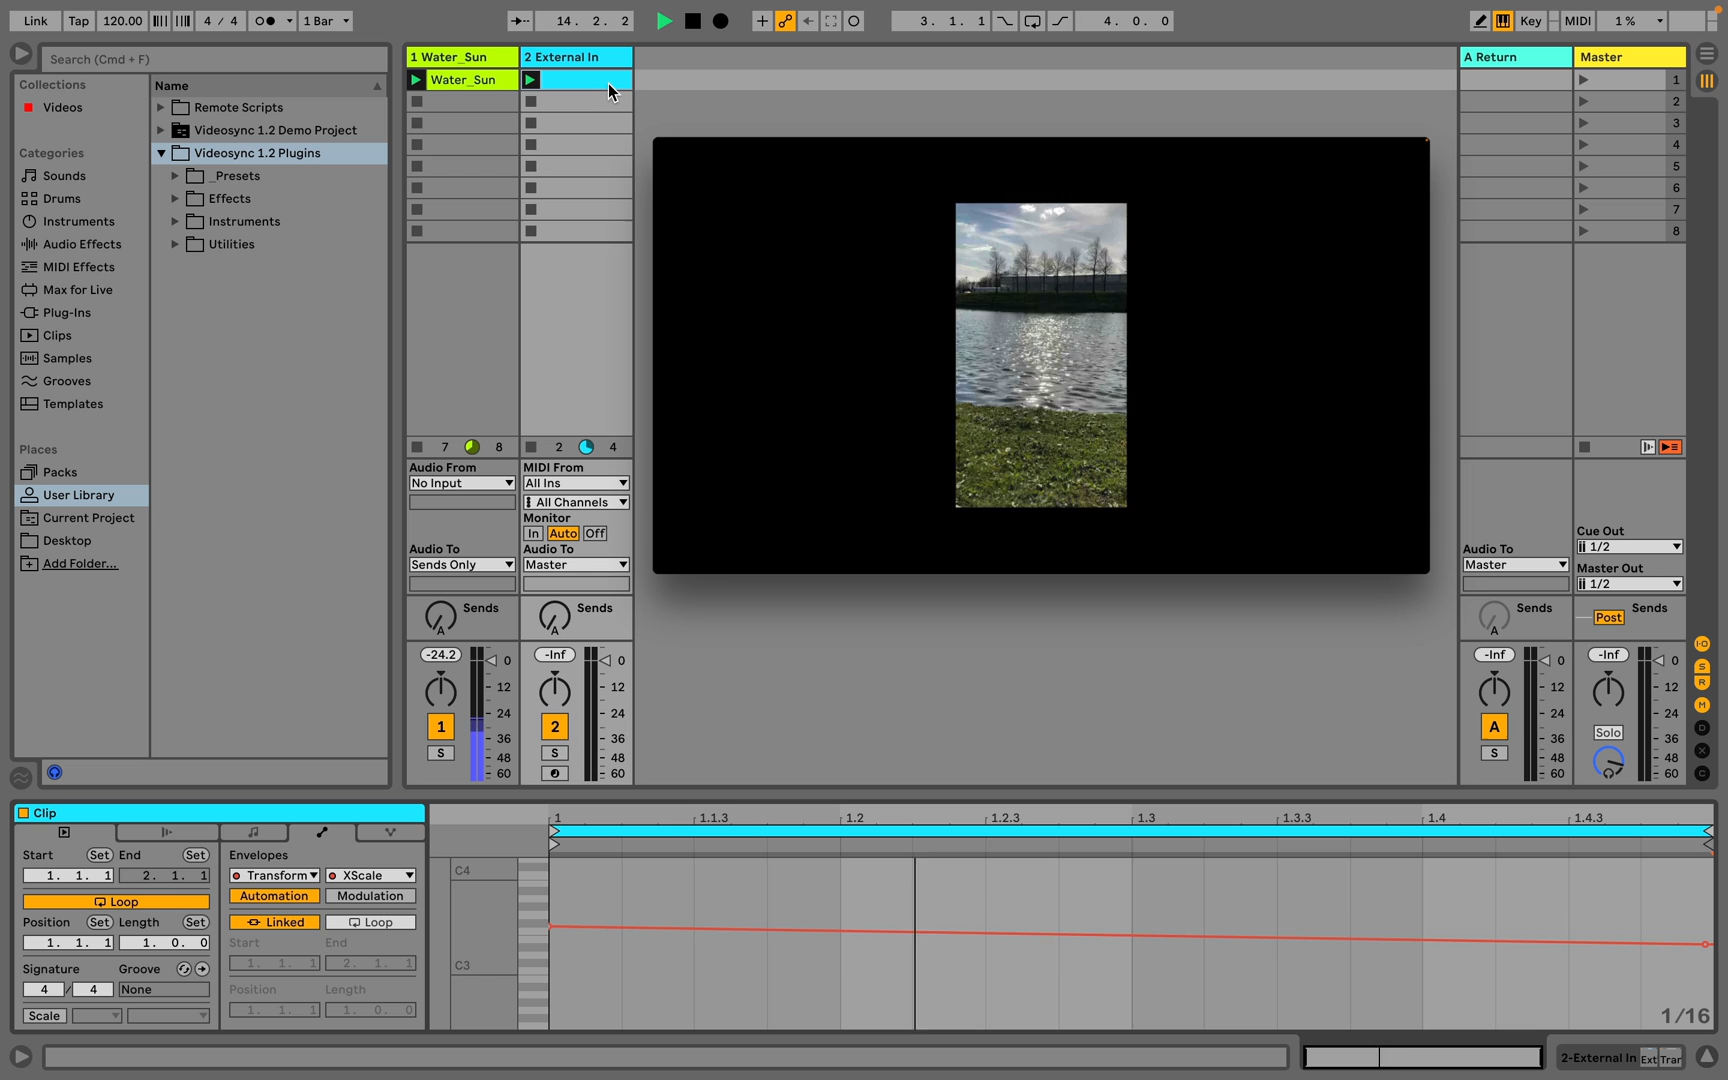 Link Tap 120.00 4 / 4 1 Bar 14. 2. 2 3. 1. 1 4. 0. 0 Key MIDI 1 %
Search (Cmd + F)
Collections
Videos
Categories
Sounds
Drums
Instruments
Audio Effects
MIDI Effects
Max for Live
Plug-Ins
Clips
Samples
Grooves
Templates
Places
Packs
User Library
Current Project
Desktop
Add Folder...
Name
Remote Scripts
Videosync 1.2 Demo Project
Videosync 1.2 Plugins
_Presets
Effects
Instruments
Utilities
1 Water_Sun 2 External In
Water_Sun
7 8 2 4
Audio From
No Input
Audio To
Sends Only
Sends
A
-24.2
0
12
24
36
48
60
1
S
MIDI From
All Ins
All Channels
Monitor
In Auto Off
Audio To
Master
Sends
A
-Inf
0
12
24
36
48
60
2
S
A Return Master
1
2
3
4
5
6
7
8
Audio To
Master
Sends
A
-Inf
0
12
24
36
48
60
A
S
Cue Out
1/2
Master Out
1/2
Sends
Post
-Inf
0
12
24
36
48
60
Solo
I-O
S
R
M
D
X
C
Clip
Start Set End Set
1. 1. 1 2. 1. 1
Loop
Position Set Length Set
1. 1. 1 1. 0. 0
Signature Groove
4 / 4 None
Scale
Envelopes
Transform XScale
Automation Modulation
Linked Loop
Start End
1. 1. 1 2. 1. 1
Position Length
1. 1. 1 1. 0. 0
1 1.1.3 1.2 1.2.3 1.3 1.3.3 1.4 1.4.3
C4
C3
1/16
2-External In Ext Trar